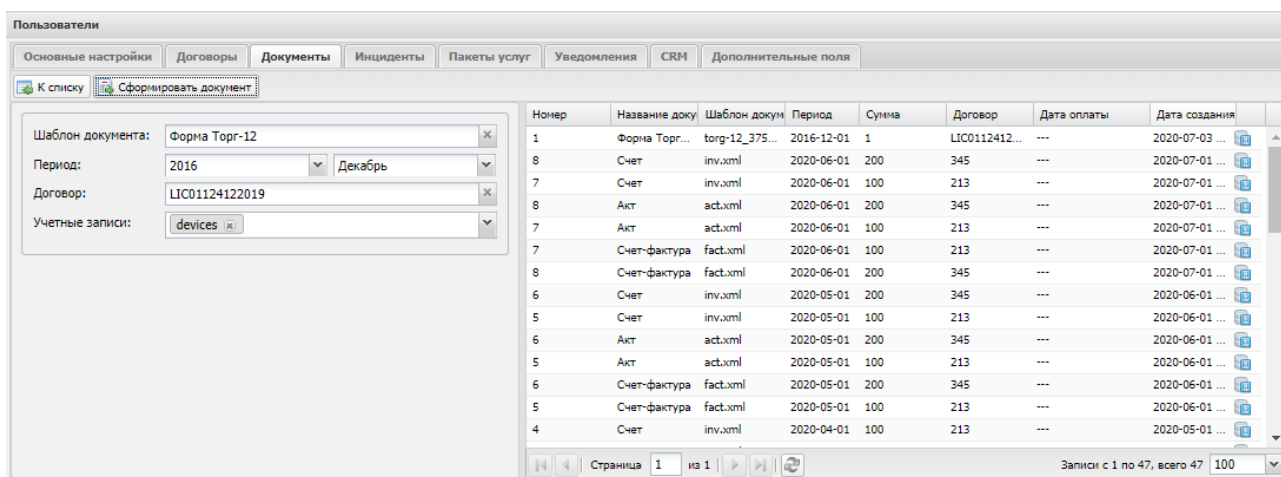 Пользователи
Основные настройки Договоры Документы Инциденты Пакеты услуг Уведомления CRM Дополнительные поля
К списку Сформировать документ
Шаблон документа: Форма Торг-12
Период: 2016 Декабрь
Договор: LIC01124122019
Учетные записи: devices
Номер Название доку Шаблон докум Период Сумма Договор Дата оплаты Дата создания
1 Форма Торг... torg-12_375... 2016-12-01 1 LIC0112412... --- 2020-07-03 ...
8 Счет inv.xml 2020-06-01 200 345 --- 2020-07-01 ...
7 Счет inv.xml 2020-06-01 100 213 --- 2020-07-01 ...
8 Акт act.xml 2020-06-01 200 345 --- 2020-07-01 ...
7 Акт act.xml 2020-06-01 100 213 --- 2020-07-01 ...
7 Счет-фактура fact.xml 2020-06-01 100 213 --- 2020-07-01 ...
8 Счет-фактура fact.xml 2020-06-01 200 345 --- 2020-07-01 ...
6 Счет inv.xml 2020-05-01 200 345 --- 2020-06-01 ...
5 Счет inv.xml 2020-05-01 100 213 --- 2020-06-01 ...
6 Акт act.xml 2020-05-01 200 345 --- 2020-06-01 ...
5 Акт act.xml 2020-05-01 100 213 --- 2020-06-01 ...
6 Счет-фактура fact.xml 2020-05-01 200 345 --- 2020-06-01 ...
5 Счет-фактура fact.xml 2020-05-01 100 213 --- 2020-06-01 ...
4 Счет inv.xml 2020-04-01 100 213 --- 2020-05-01 ...
Страница 1 из 1 Записи с 1 по 47, всего 47 100